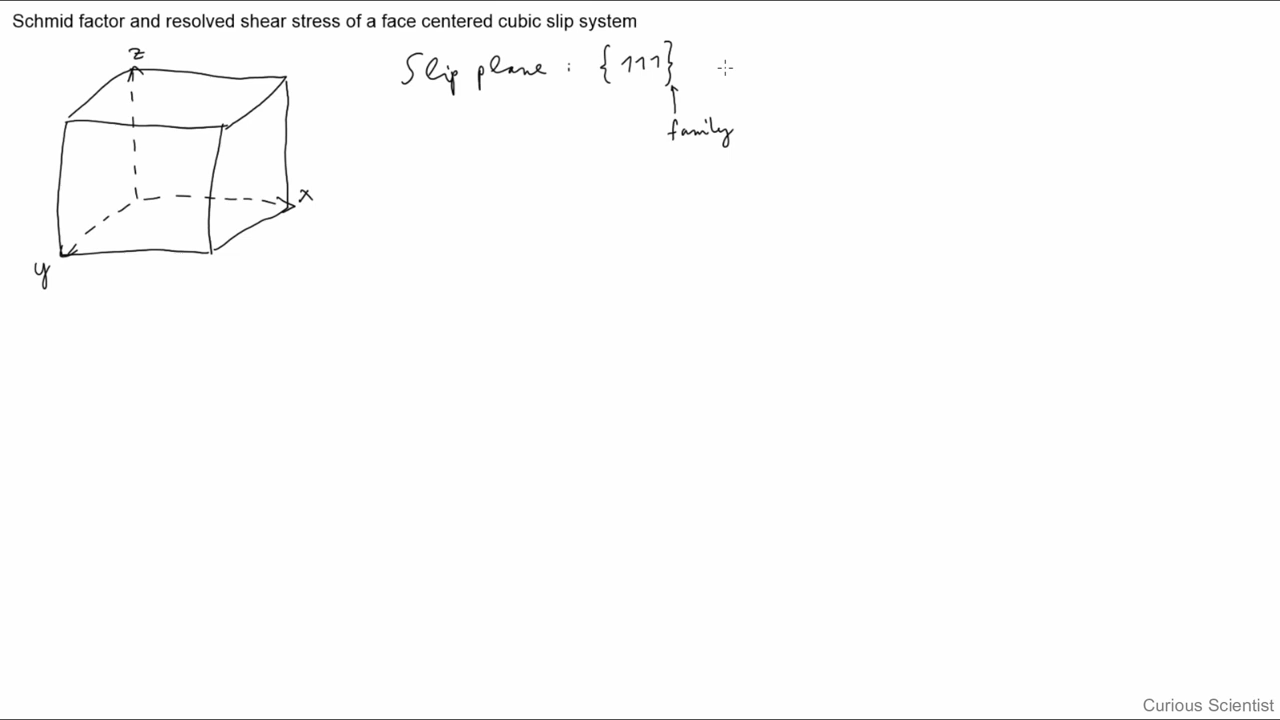 Schmid factor and resolved shear stress of a face centered cubic slip system
z
Slip plane : {111}
family
x
y
Curious Scientist